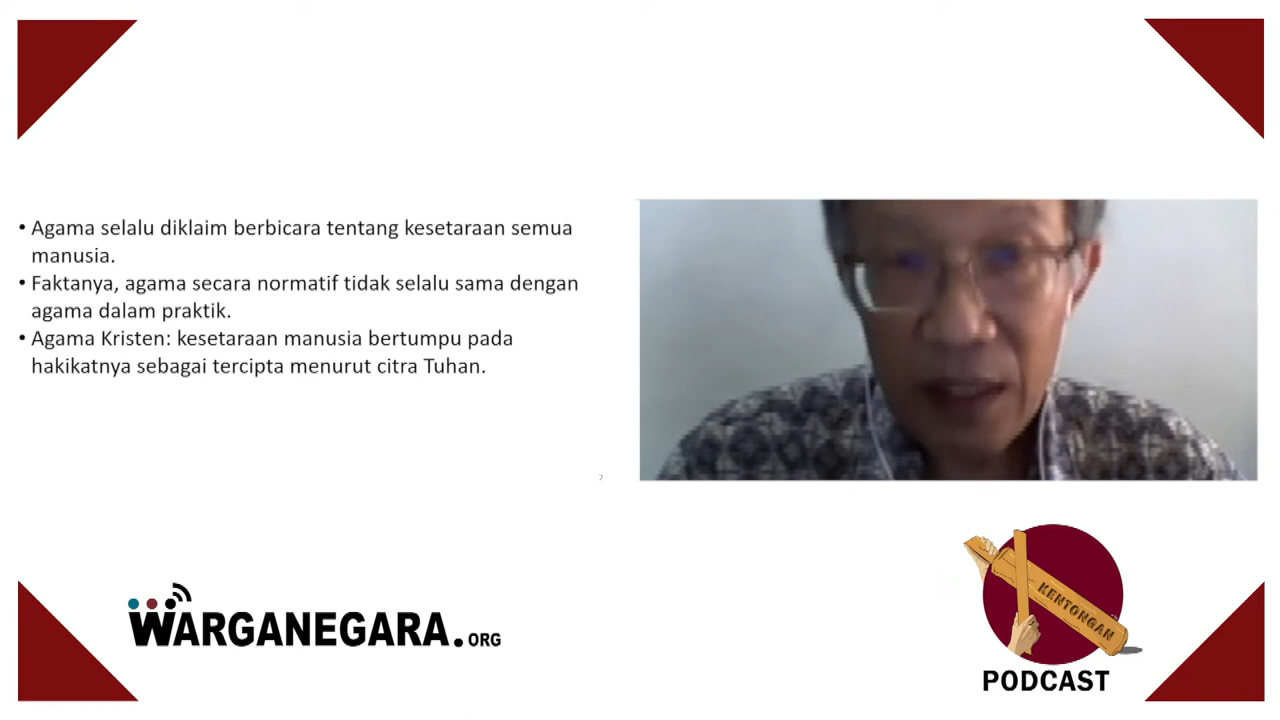 • Agama selalu diklaim berbicara tentang kesetaraan semua
manusia.
• Faktanya, agama secara normatif tidak selalu sama dengan
agama dalam praktik.
• Agama Kristen: kesetaraan manusia bertumpu pada
hakikatnya sebagai tercipta menurut citra Tuhan.
WARGANEGARA.ORG
KENTONGAN
PODCAST